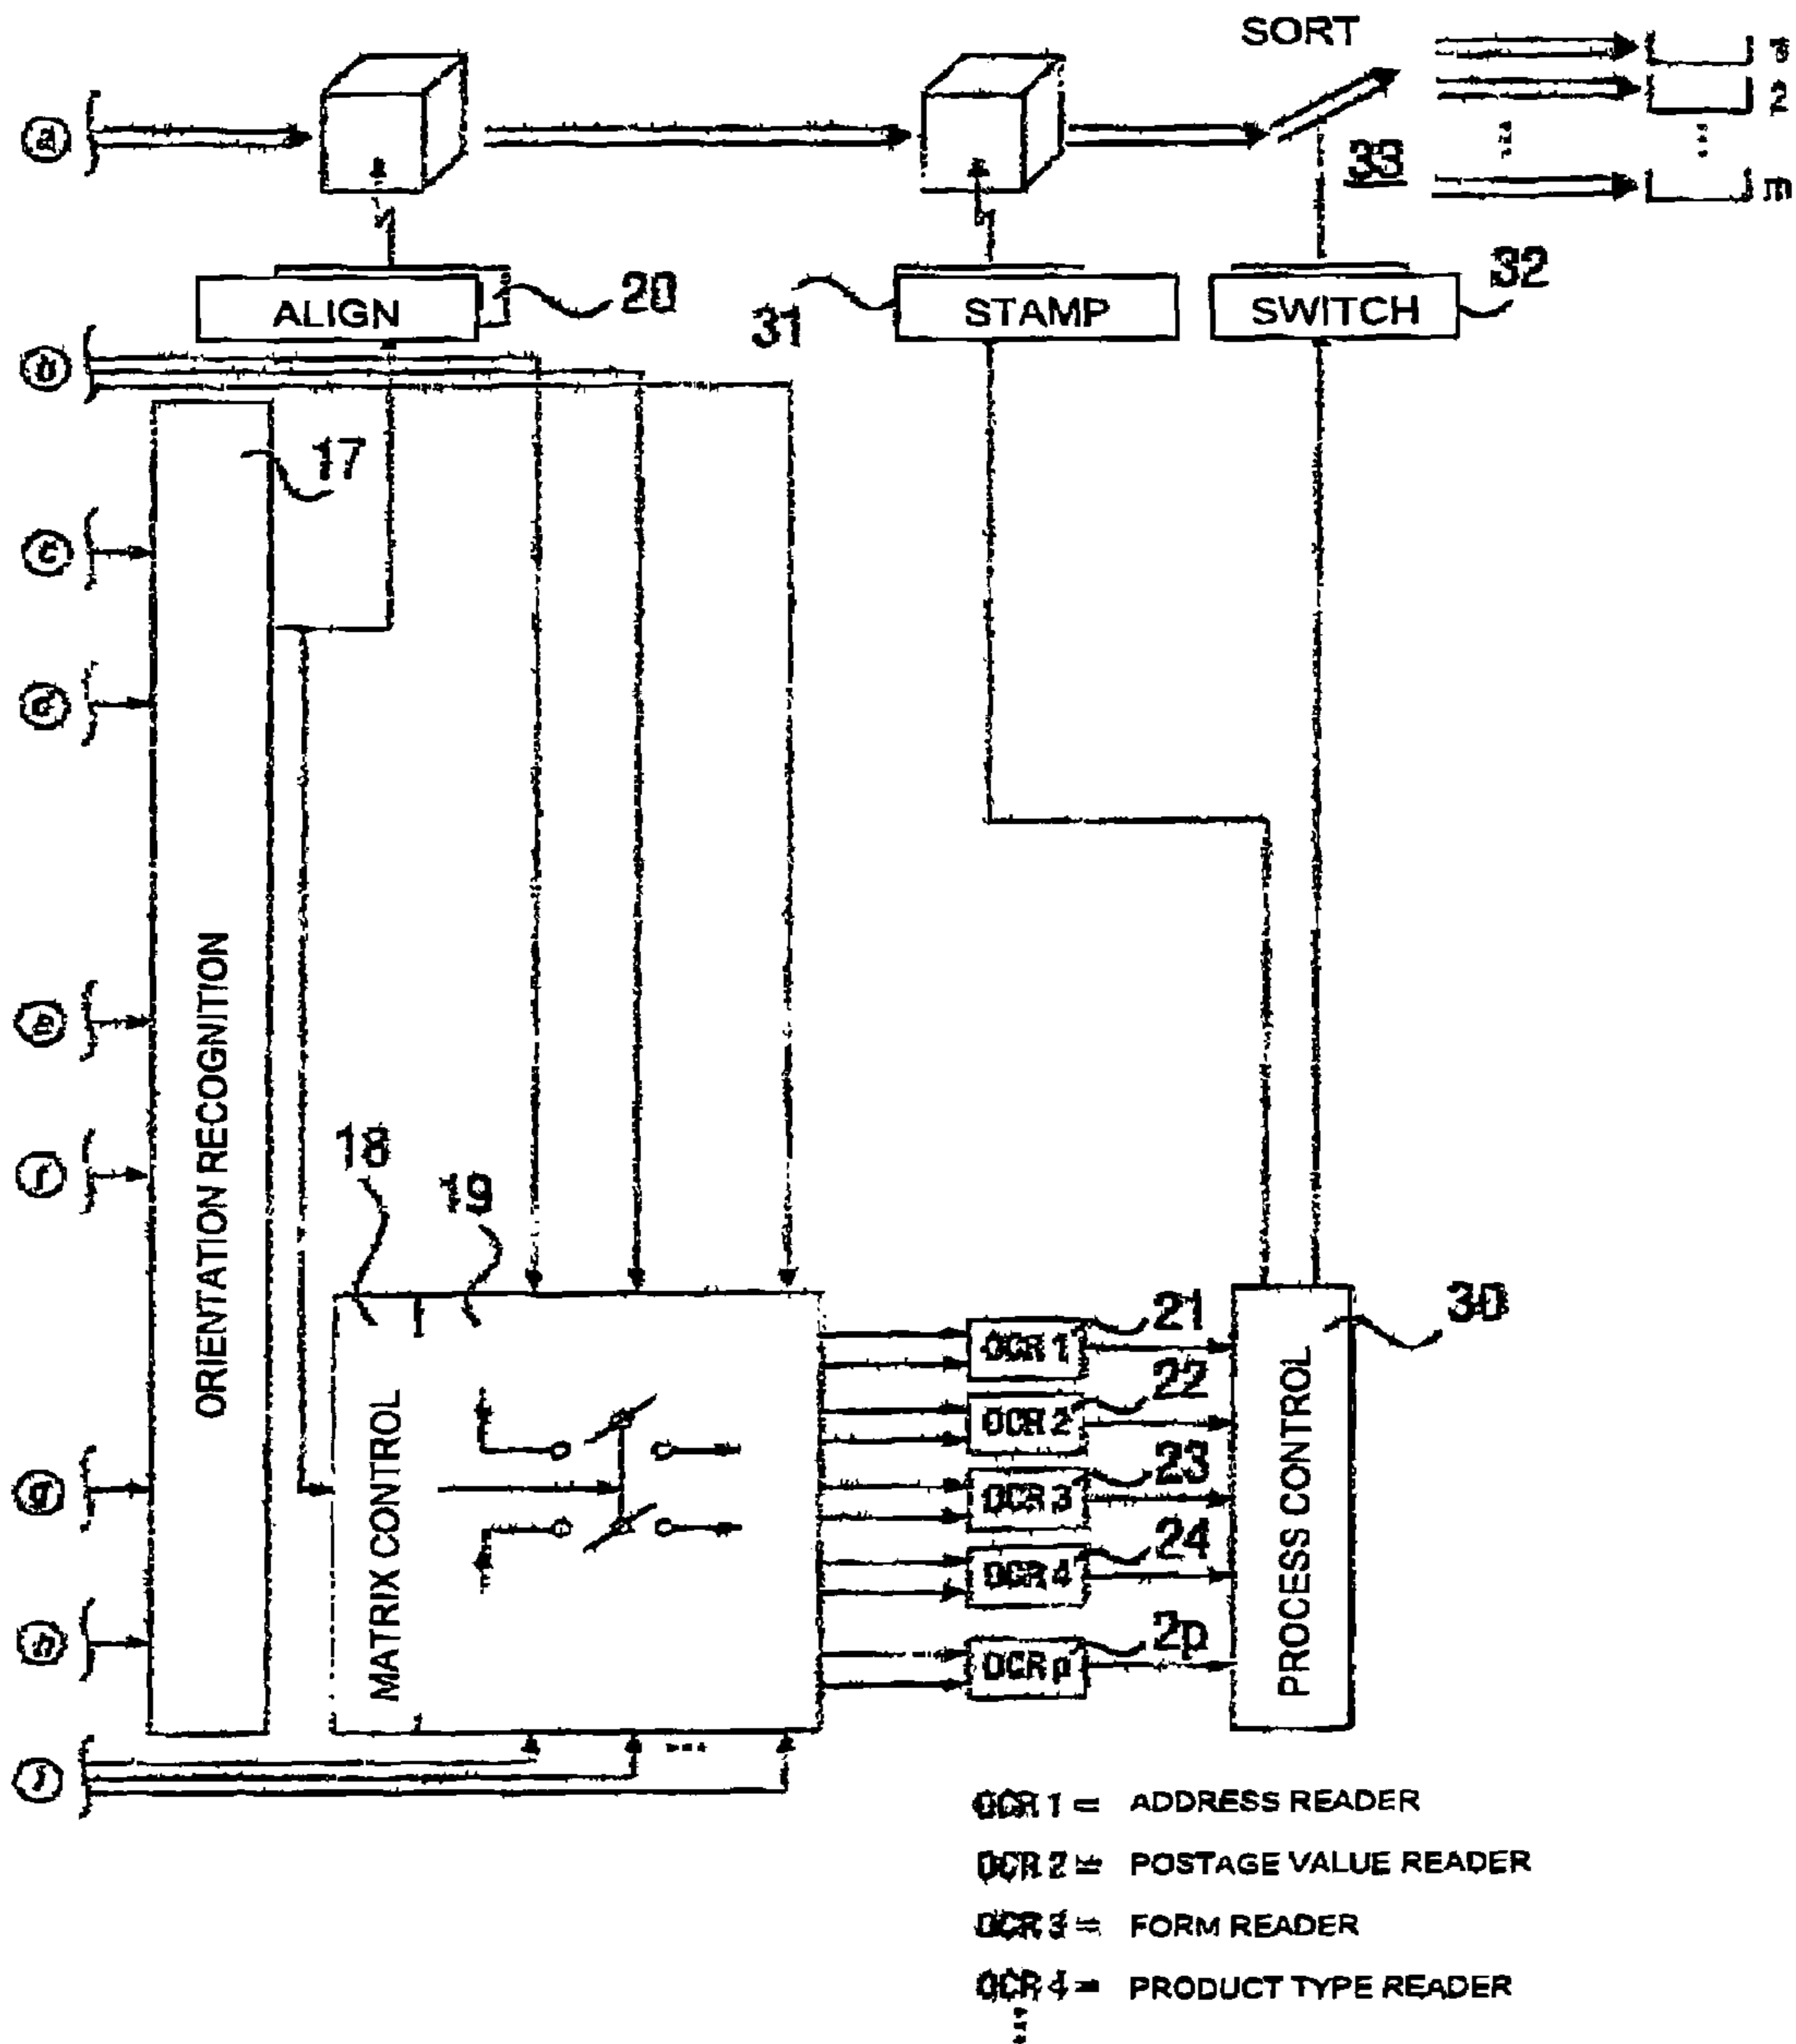 SORT
1
a
2
33
m
ALIGN
20
31
STAMP
SWITCH
32
b
17
c
d
ORIENTATION RECOGNITION
e
f
18
19
MATRIX CONTROL
OCR 1
21
30
OCR 2
22
OCR 3
23
g
OCR 4
24
PROCESS CONTROL
h
OCR p
2p
i
OCR 1 = ADDRESS READER
OCR 2 = POSTAGE VALUE READER
OCR 3 = FORM READER
OCR 4 = PRODUCT TYPE READER